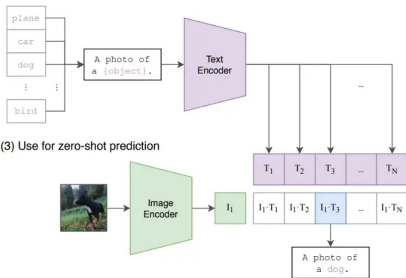 plane
car
dog
⋮ ⋮
bird
A photo of
a {object}.
Text
Encoder
...
(3) Use for zero-shot prediction
T1 T2 T3 ... TN
Image
Encoder
I1
I1·T1 I1·T2 I1·T3 ... I1·TN
A photo of
a dog.